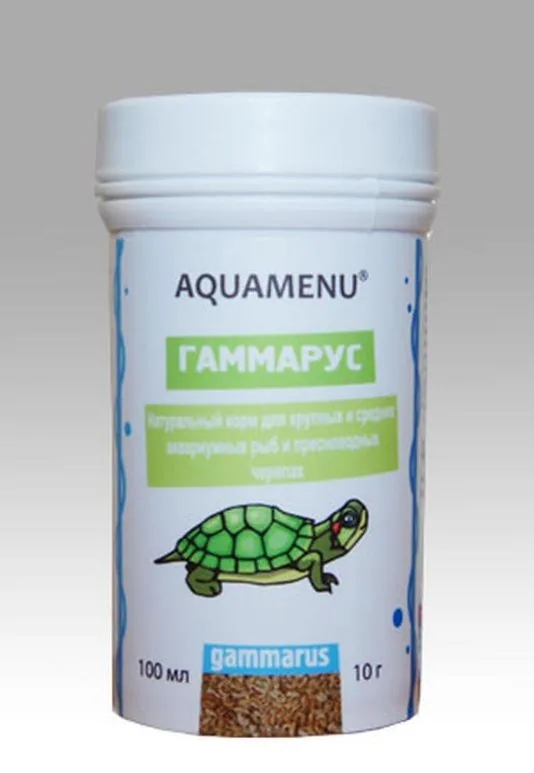 AQUAMENU®
ГАММАРУС
Натуральный корм для крупных и средних
аквариумных рыб и пресноводных
черепах
gammarus
100 мл
10 г